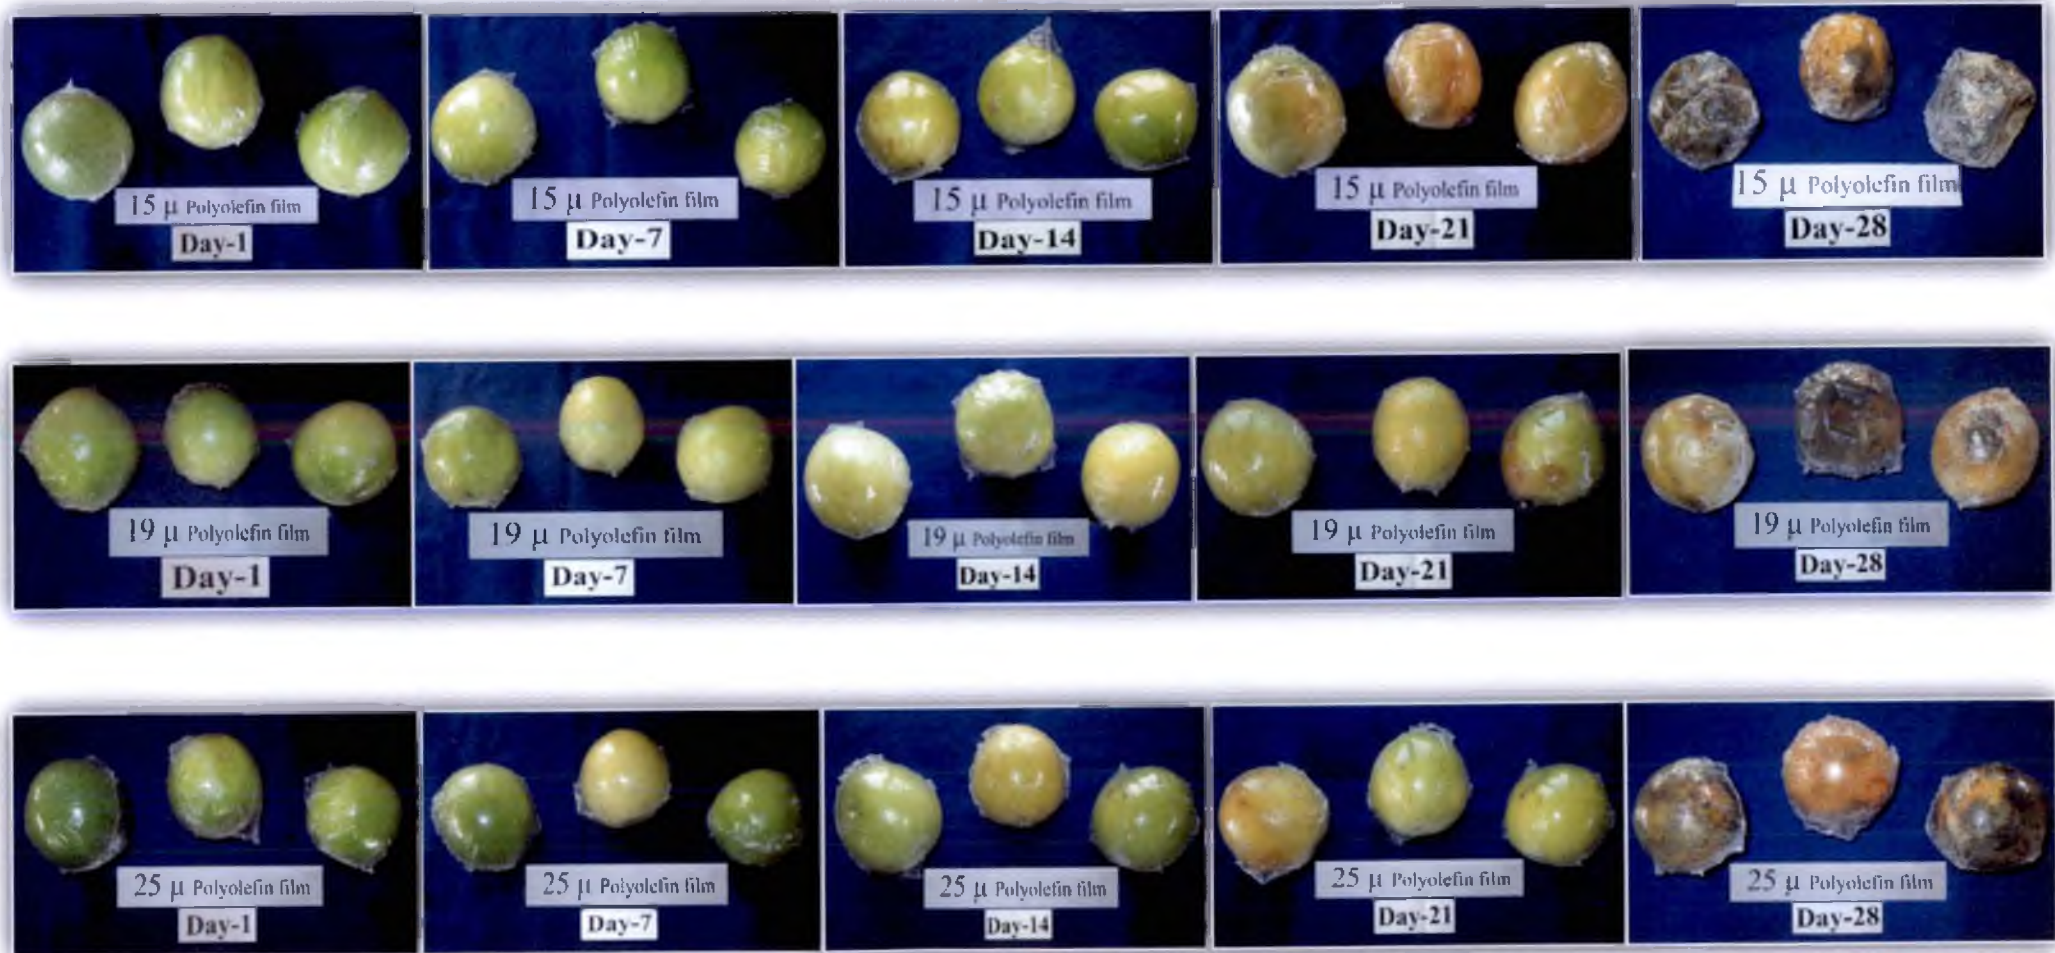 15 μ Polyolefin film
Day-1
15 μ Polyolefin film
Day-7
15 μ Polyolefin film
Day-14
15 μ Polyolefin film
Day-21
15 μ Polyolefin film
Day-28
19 μ Polyolefin film
Day-1
19 μ Polyolefin film
Day-7
19 μ Polyolefin film
Day-14
19 μ Polyolefin film
Day-21
19 μ Polyolefin film
Day-28
25 μ Polyolefin film
Day-1
25 μ Polyolefin film
Day-7
25 μ Polyolefin film
Day-14
25 μ Polyolefin film
Day-21
25 μ Polyolefin film
Day-28